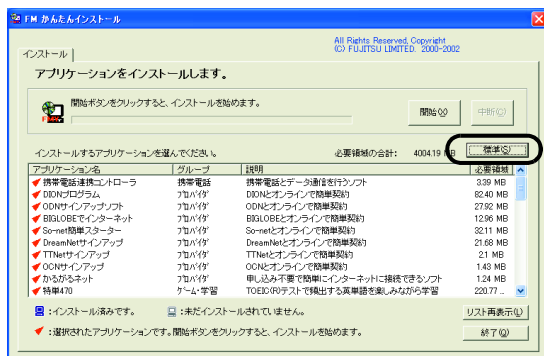 FM かんたんインストール
All Rights Reserved, Copyright
(C) FUJITSU LIMITED. 2000-2002
インストール
アプリケーションをインストールします。
開始ボタンをクリックすると、インストールを始めます。
開始(X) 中断(C)
インストールするアプリケーションを選んでください。 必要領域の合計: 4004.19 MB 標準(S)
アプリケーション名 グループ 説明 必要領域
携帯電話連携コントローラ 携帯電話 携帯電話とデータ通信を行うソフト 3.39 MB
DIONプログラム プロバイダ DIONとオンラインで簡単契約 82.40 MB
ODNサインアップソフト プロバイダ ODNとオンラインで簡単契約 27.92 MB
BIGLOBEでインターネット プロバイダ BIGLOBEとオンラインで簡単契約 12.96 MB
So-net簡単スターター プロバイダ So-netとオンラインで簡単契約 32.11 MB
DreamNetサインアップ プロバイダ DreamNetとオンラインで簡単契約 21.68 MB
TTNetサインアップ プロバイダ TTNetとオンラインで簡単契約 2.1 MB
OCNサインアップ プロバイダ OCNとオンラインで簡単契約 1.43 MB
かるがるネット プロバイダ 申し込み不要で簡単にインターネットに接続できるソフト 1.24 MB
特単470 ゲーム・学習 TOEIC(R)テストで頻出する英単語を楽しみながら学習 220.77 ...
:インストール済みです。 :未だインストールされていません。 リスト再表示(L)
:選択されたアプリケーションです。開始ボタンをクリックすると、インストールを始めます。 終了(Q)